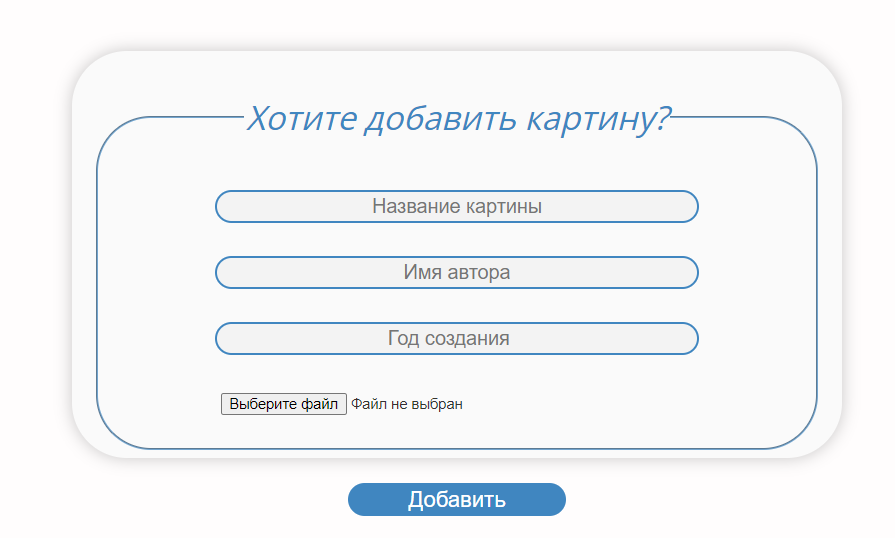 Хотите добавить картину?
Название картины
Имя автора
Год создания
Выберите файл Файл не выбран
Добавить